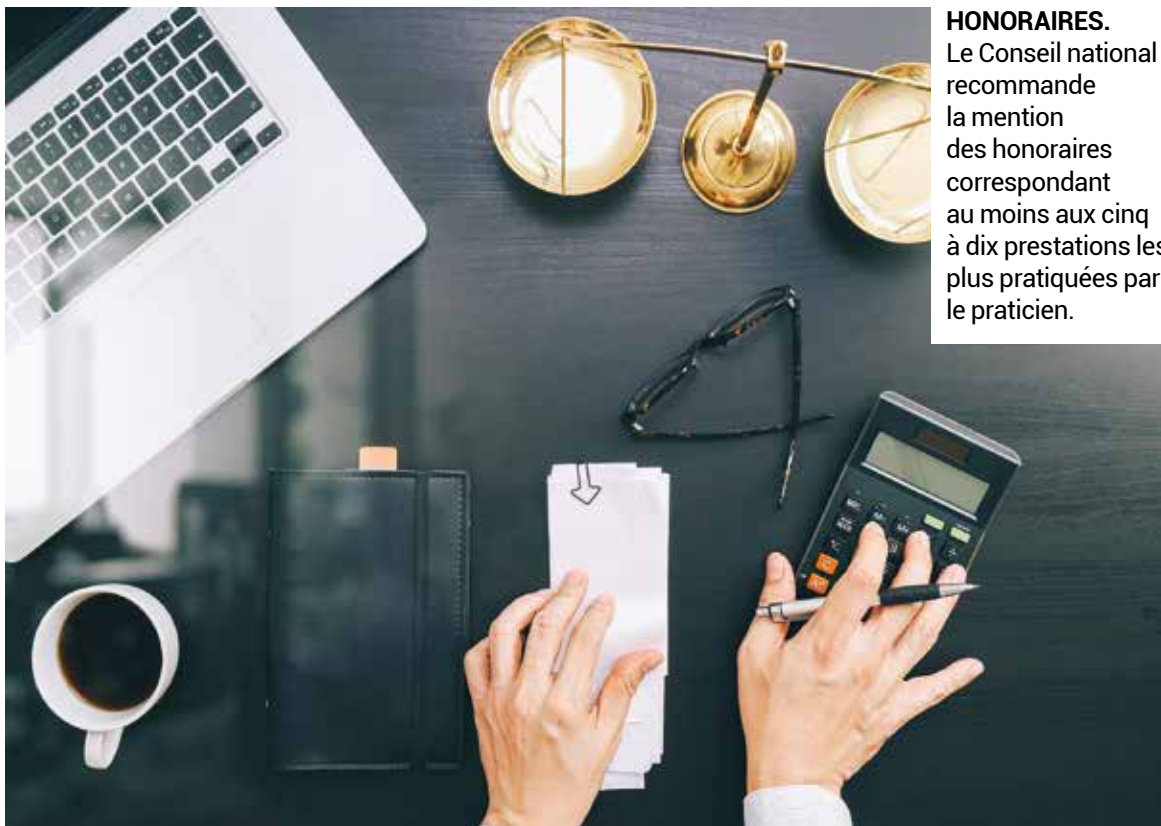 HONORAIRES.
Le Conseil national
recommande
la mention
des honoraires
correspondant
au moins aux cinq
à dix prestations les
plus pratiquées par
le praticien.